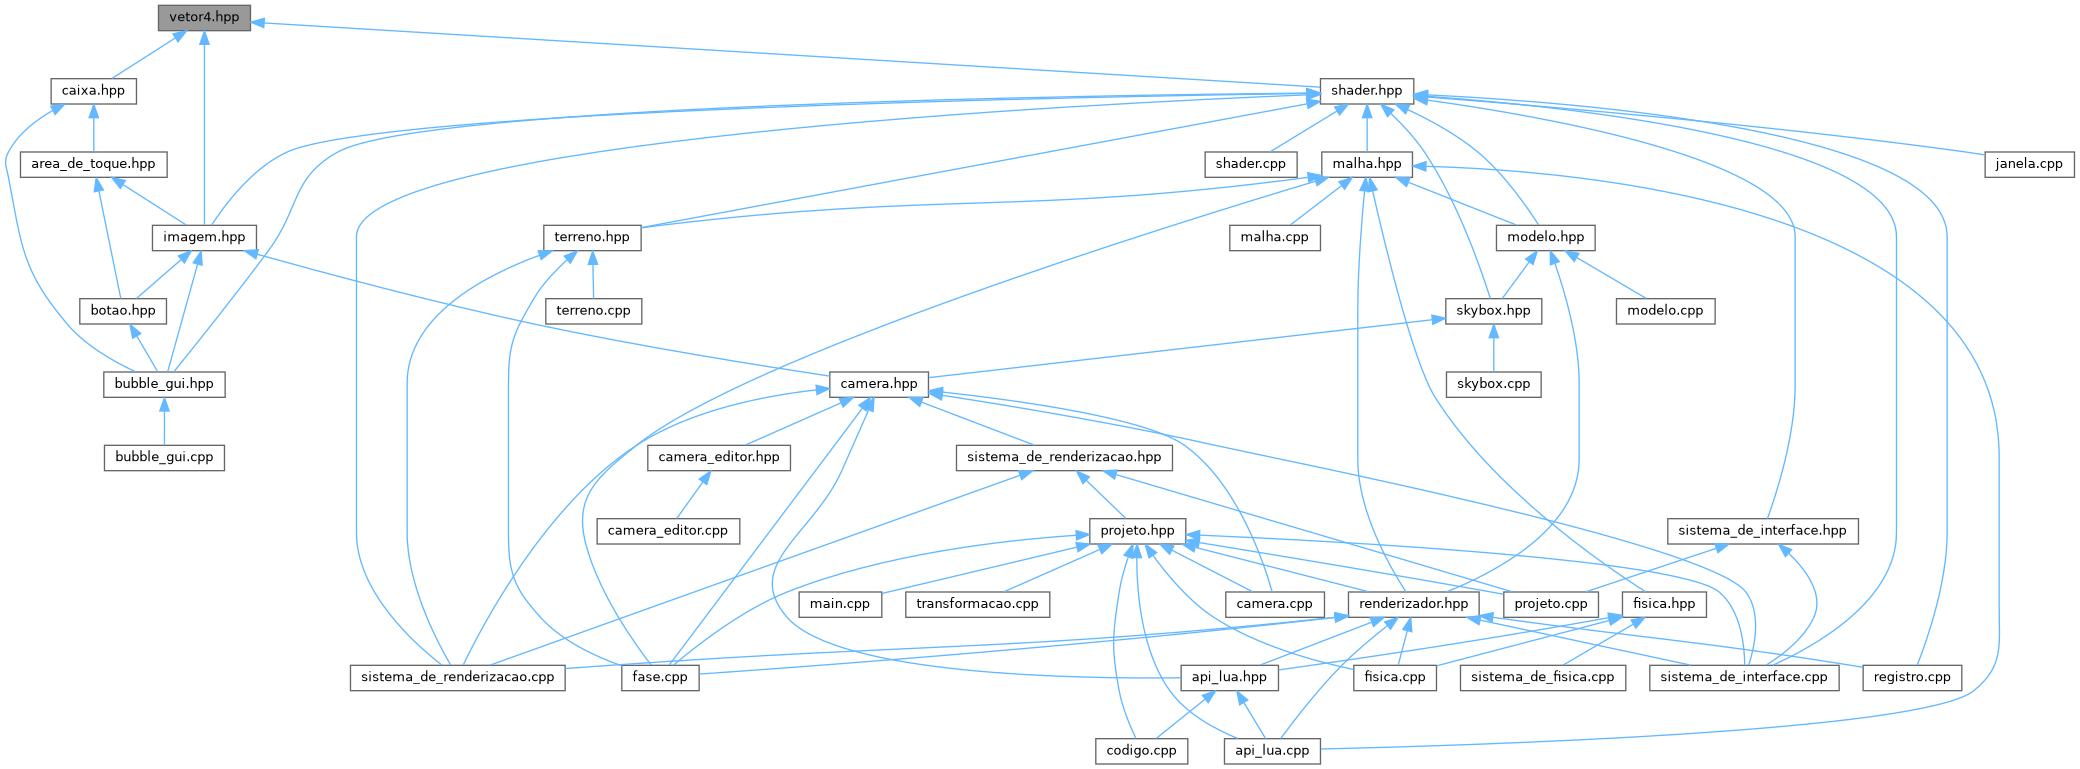 vetor4.hpp
caixa.hpp
shader.hpp
area_de_toque.hpp
shader.cpp
malha.hpp
janela.cpp
imagem.hpp
terreno.hpp
malha.cpp
modelo.hpp
botao.hpp
terreno.cpp
skybox.hpp
modelo.cpp
bubble_gui.hpp
camera.hpp
skybox.cpp
bubble_gui.cpp
camera_editor.hpp
sistema_de_renderizacao.hpp
camera_editor.cpp
projeto.hpp
sistema_de_interface.hpp
main.cpp
transformacao.cpp
camera.cpp
renderizador.hpp
projeto.cpp
fisica.hpp
sistema_de_renderizacao.cpp
fase.cpp
api_lua.hpp
fisica.cpp
sistema_de_fisica.cpp
sistema_de_interface.cpp
registro.cpp
codigo.cpp
api_lua.cpp